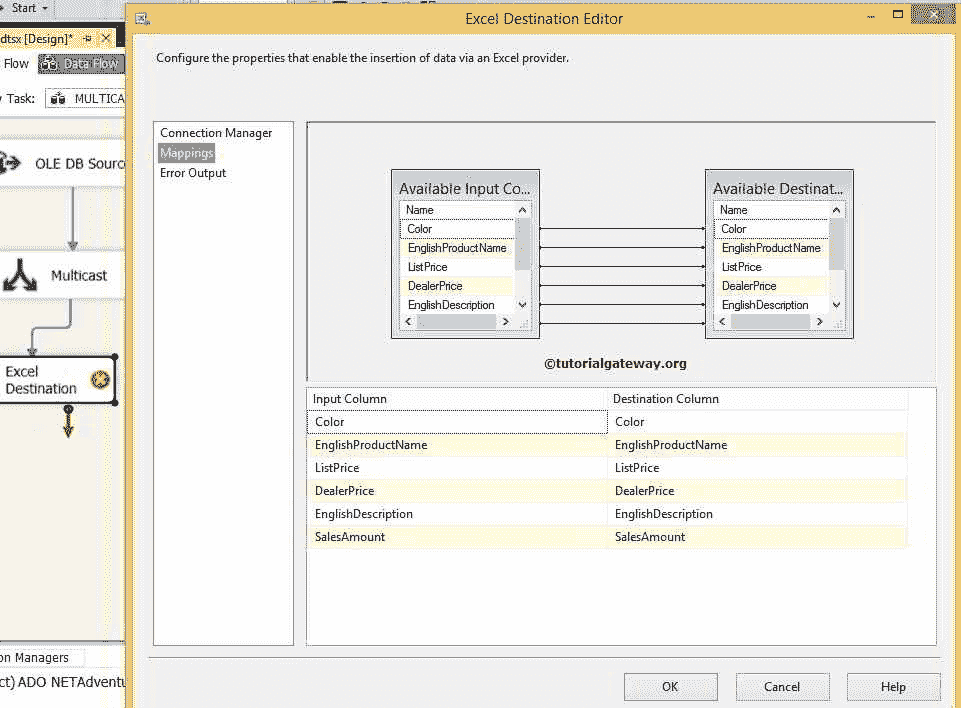 Start
Excel Destination Editor
dtsx [Design]*
Configure the properties that enable the insertion of data via an Excel provider.
Flow
Data Flow
Task:
MULTICA
Connection Manager
Mappings
Error Output
OLE DB Sourc
Multicast
Excel
Destination
Available Input Co...
Name
Color
EnglishProductName
ListPrice
DealerPrice
EnglishDescription
Available Destinat...
Name
Color
EnglishProductName
ListPrice
DealerPrice
EnglishDescription
©tutorialgateway.org
Input Column Destination Column
Color Color
EnglishProductName EnglishProductName
ListPrice ListPrice
DealerPrice DealerPrice
EnglishDescription EnglishDescription
SalesAmount SalesAmount
on Managers
ct) ADO NETAdventu
OK Cancel Help